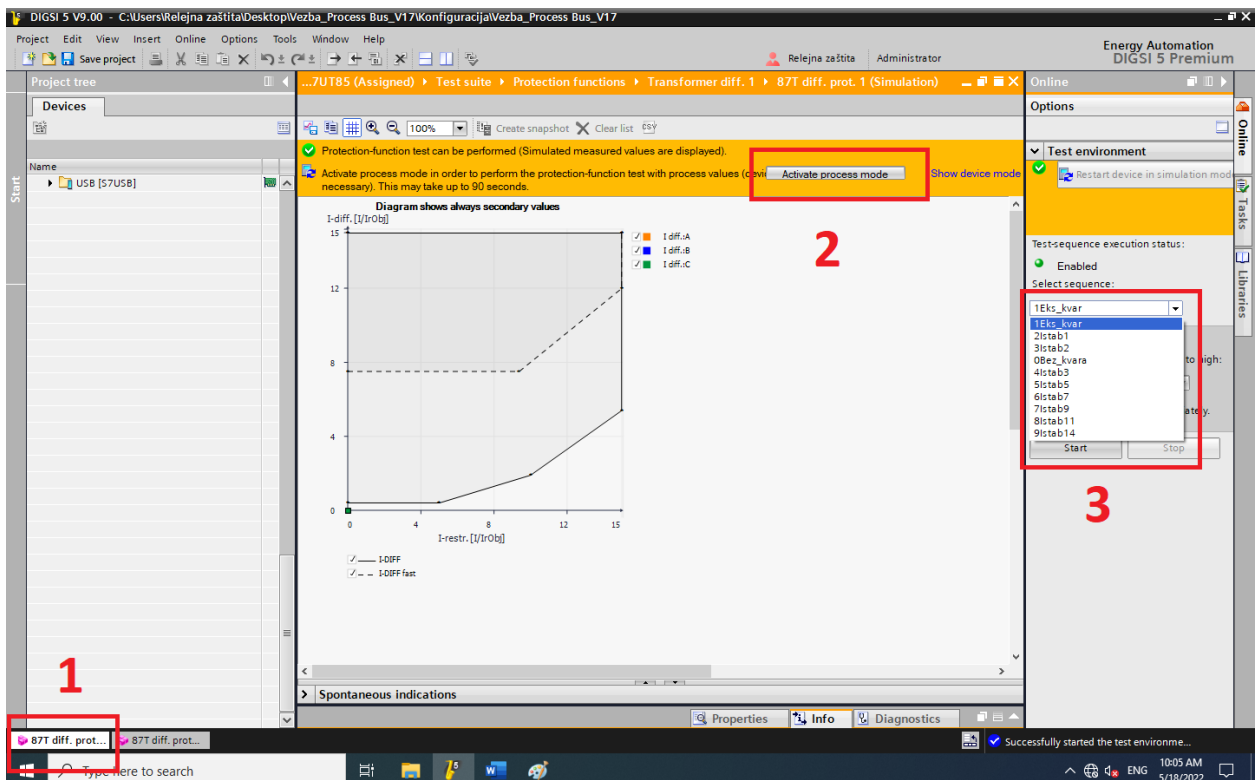 DIGSI 5 V9.00 - C:\Users\Relejna zaštita\Desktop\Vezba_Process Bus_V17\Konfiguracija\Vezba_Process Bus_V17
Project Edit View Insert Online Options Tools Window Help
Save project
Relejna zaštita Administrator
Energy Automation
DIGSI 5 Premium
Project tree
...7UT85 (Assigned) Test suite Protection functions Transformer diff. 1 87T diff. prot. 1 (Simulation)
Online
Devices
Options
100% Create snapshot Clear list CSV
Name
USB [S7USB]
Start
Protection-function test can be performed (Simulated measured values are displayed).
Activate process mode in order to perform the protection-function test with process values (devi
necessary). This may take up to 90 seconds.
Activate process mode
Show device mode
Test environment
Restart device in simulation mod
Diagram shows always secondary values
I-diff. [I/IrObj]
15
12
8
4
0
0 4 8 12 15
I-restr. [I/IrObj]
I diff.:A
I diff.:B
I diff.:C
I-DIFF
I-DIFF fast
2
Test-sequence execution status:
Enabled
Select sequence:
1Eks_kvar
1Eks_kvar
2Istab1
3Istab2
0Bez_kvara
4Istab3
5Istab5
6Istab7
7Istab9
8Istab11
9Istab14
to high:
ately.
Start Stop
3
Online
Tasks
Libraries
1
Spontaneous indications
Properties Info Diagnostics
87T diff. prot... 87T diff. prot...
Successfully started the test environme...
Type here to search
ENG
10:05 AM
5/18/2022